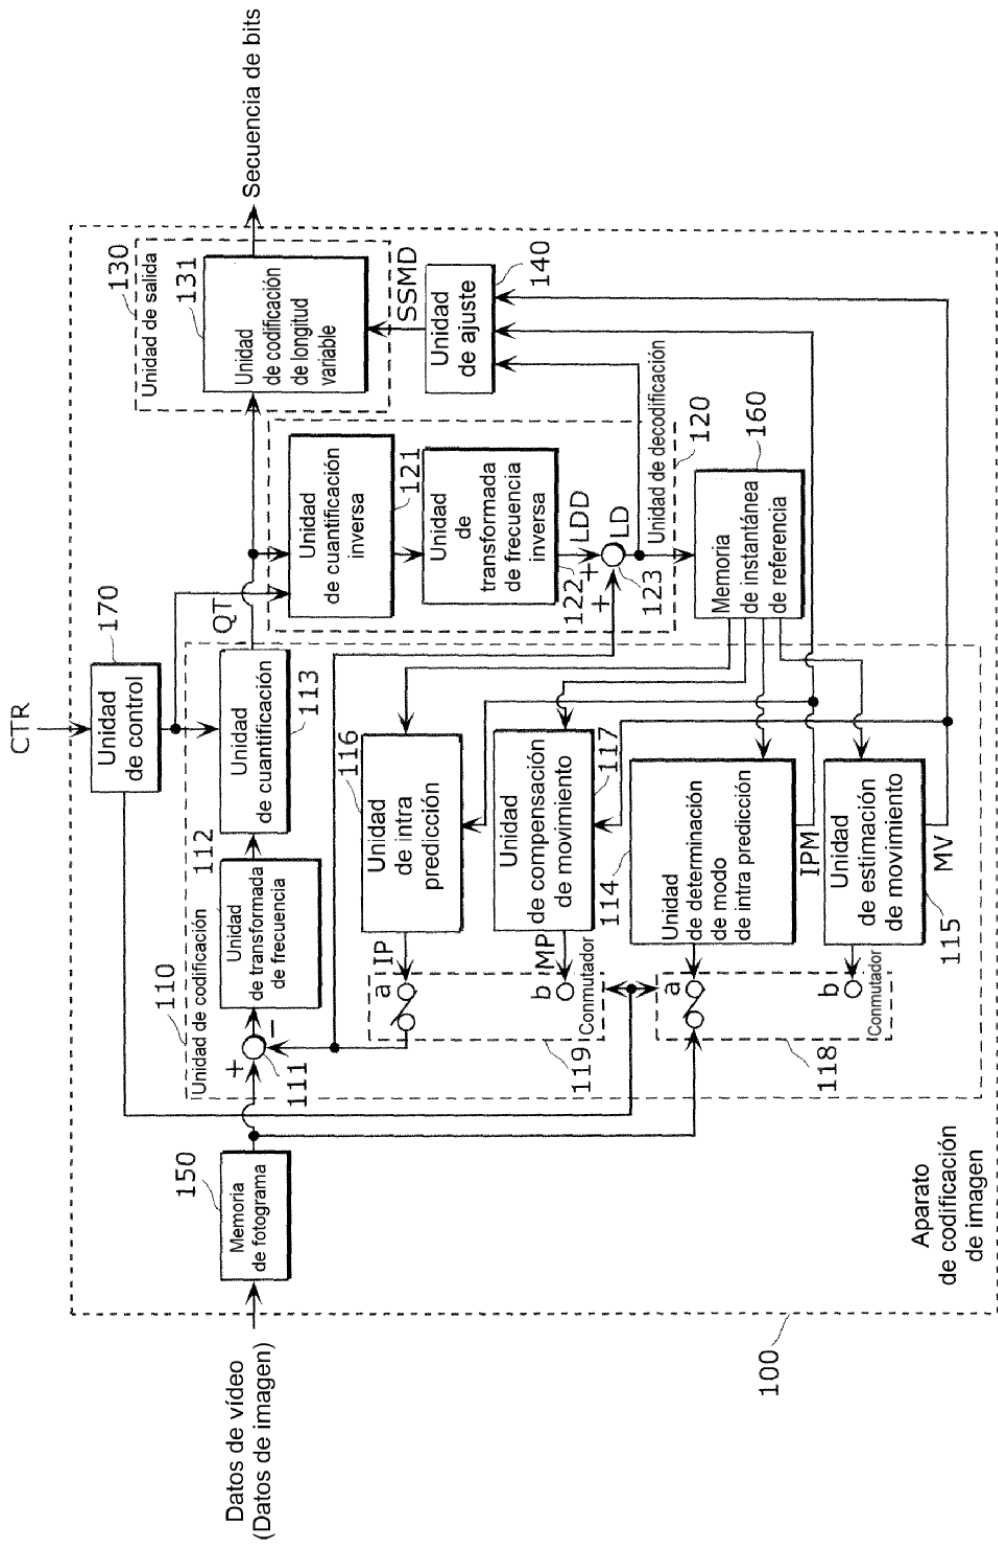 CTR
170
Unidad
de control
QT
130
Unidad de salida
131
Unidad
de codificación
de longitud
variable
Secuencia de bits
SSMD
140
Unidad
de ajuste
110
Unidad de codificación
112
Unidad
de transformada
de frecuencia
113
Unidad
de cuantificación
Unidad
de cuantificación
inversa
121
Unidad
de
transformada
de frecuencia
inversa
122
LDD
+
+
LD
123
Unidad de decodificación
120
150
Memoria
de fotograma
Datos de vídeo
(Datos de imagen)
+
−
111
116
Unidad
de intra
predicción
IP
a
117
Unidad
de compensación
de movimiento
MP
b
Conmutador
119
160
Memoria
de instantánea
de referencia
114
Unidad
de determinación
de modo
de intra predicción
IPM
a
Unidad
de estimación
de movimiento
MV
115
b
Conmutador
118
Aparato
de codificación
de imagen
100